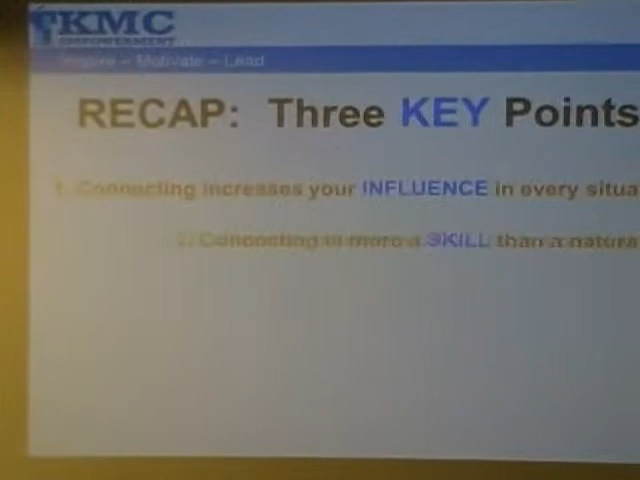 KMC
EMPOWERMENT
Inspire – Motivate – Lead
RECAP: Three KEY Points
1. Connecting increases your INFLUENCE in every situa
2. Connecting is more a SKILL than a natura